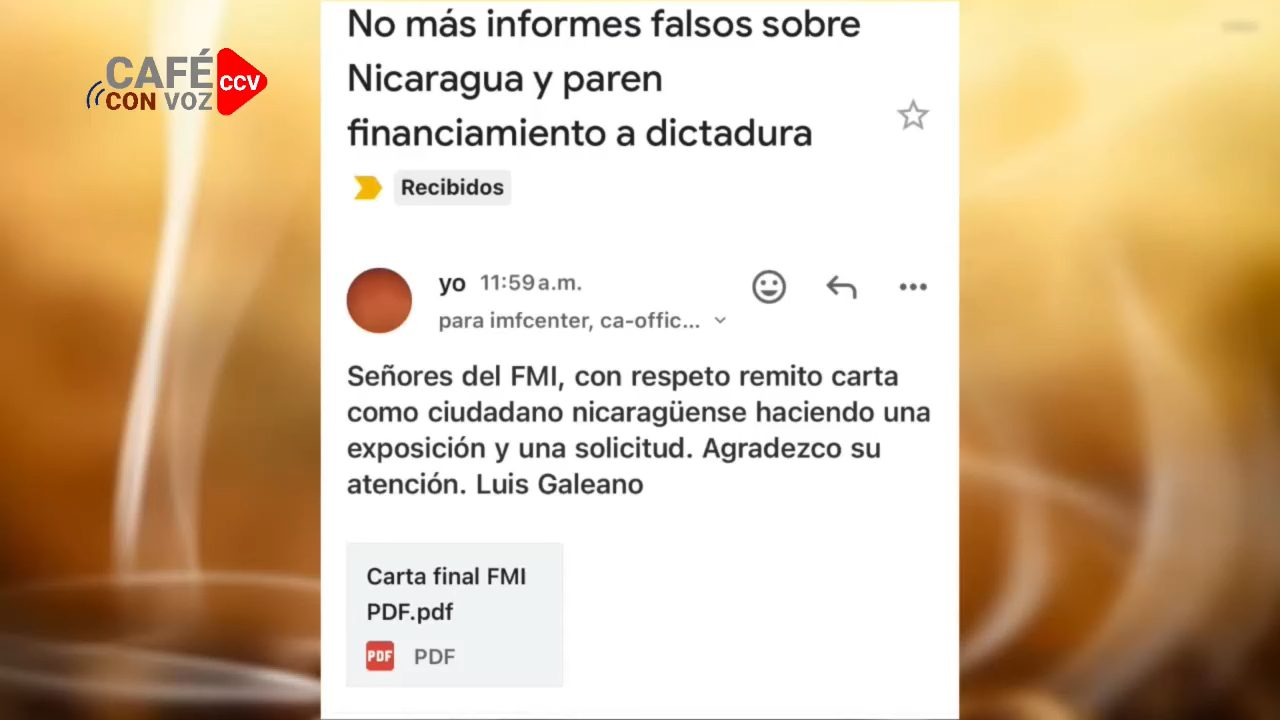 CAFÉ
CON VOZ
CCV
No más informes falsos sobre
Nicaragua y paren
financiamiento a dictadura
Recibidos
yo 11:59 a.m.
para imfcenter, ca-offic...
Señores del FMI, con respeto remito carta
como ciudadano nicaragüense haciendo una
exposición y una solicitud. Agradezco su
atención. Luis Galeano
Carta final FMI
PDF.pdf
PDF PDF